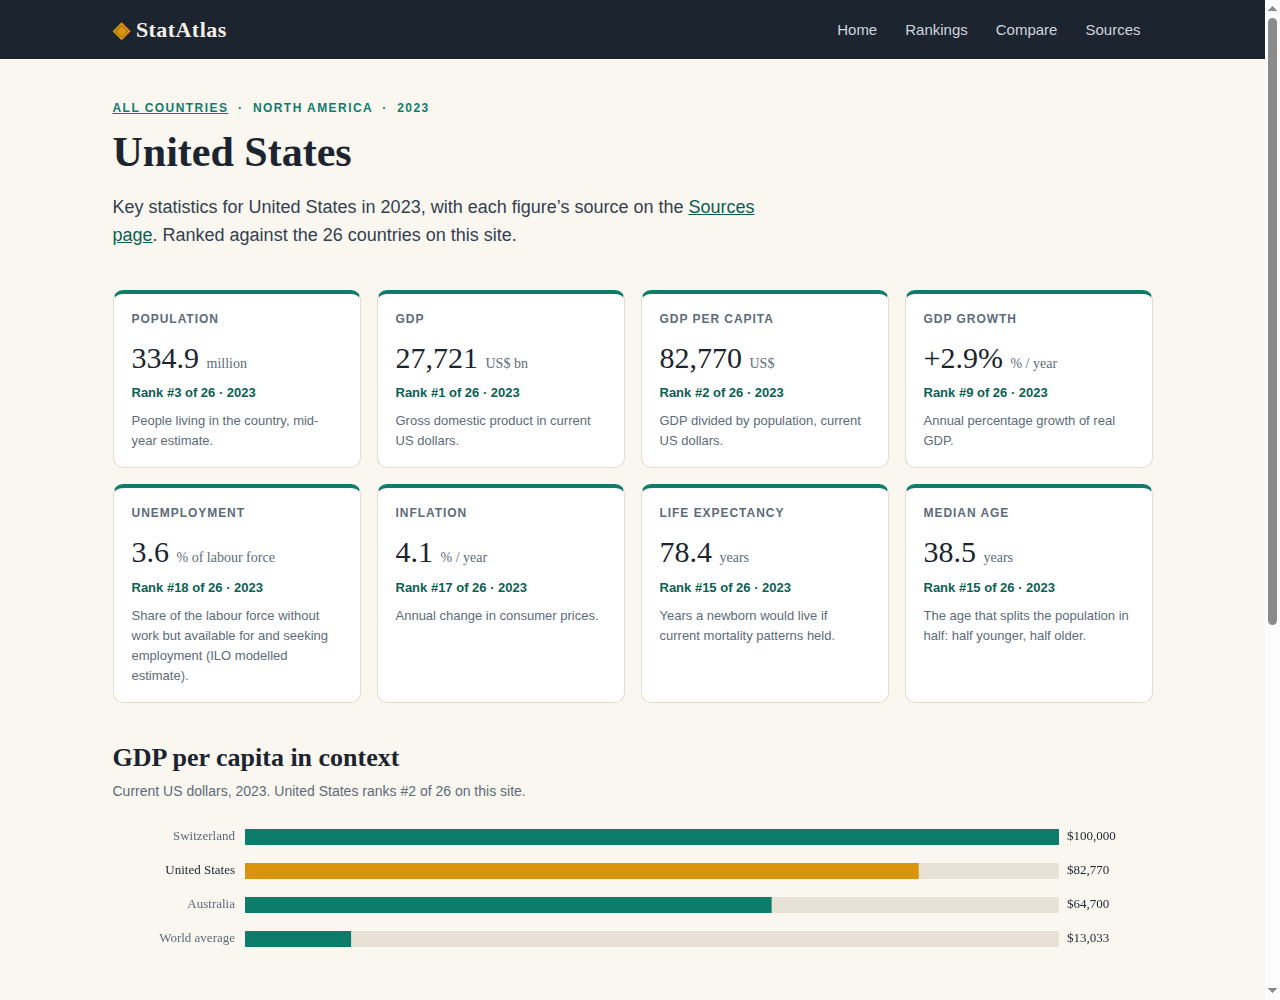 ◈ StatAtlas
Home Rankings Compare Sources
ALL COUNTRIES · NORTH AMERICA · 2023
United States
Key statistics for United States in 2023, with each figure’s source on the Sources
page. Ranked against the 26 countries on this site.
POPULATION
334.9 million
Rank #3 of 26 · 2023
People living in the country, mid-
year estimate.
GDP
27,721 US$ bn
Rank #1 of 26 · 2023
Gross domestic product in current
US dollars.
GDP PER CAPITA
82,770 US$
Rank #2 of 26 · 2023
GDP divided by population, current
US dollars.
GDP GROWTH
+2.9% % / year
Rank #9 of 26 · 2023
Annual percentage growth of real
GDP.
UNEMPLOYMENT
3.6 % of labour force
Rank #18 of 26 · 2023
Share of the labour force without
work but available for and seeking
employment (ILO modelled
estimate).
INFLATION
4.1 % / year
Rank #17 of 26 · 2023
Annual change in consumer prices.
LIFE EXPECTANCY
78.4 years
Rank #15 of 26 · 2023
Years a newborn would live if
current mortality patterns held.
MEDIAN AGE
38.5 years
Rank #15 of 26 · 2023
The age that splits the population in
half: half younger, half older.
GDP per capita in context
Current US dollars, 2023. United States ranks #2 of 26 on this site.
Switzerland $100,000
United States $82,770
Australia $64,700
World average $13,033